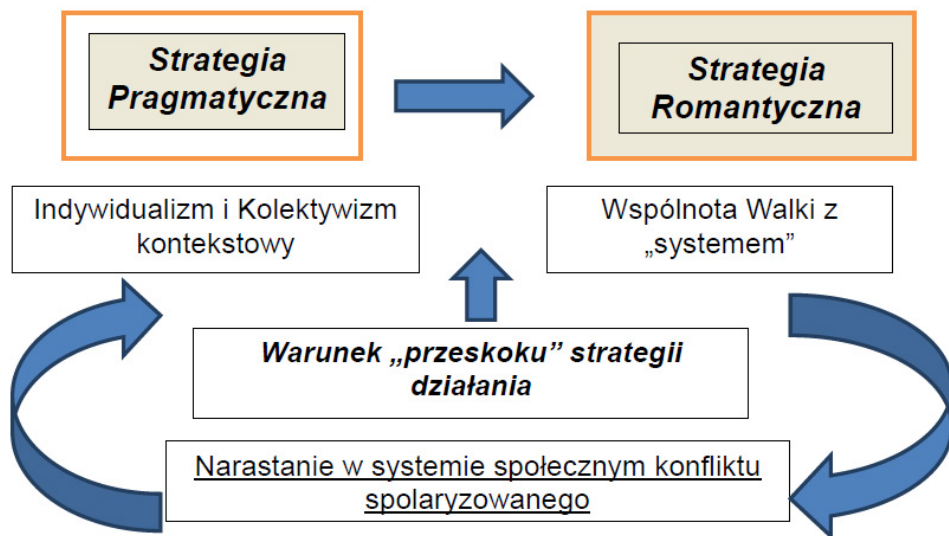 Strategia
Pragmatyczna
Strategia
Romantyczna
Indywidualizm i Kolektywizm
kontekstowy
Wspólnota Walki z
„systemem”
Warunek „przeskoku” strategii
działania
Narastanie w systemie społecznym konfliktu
spolaryzowanego